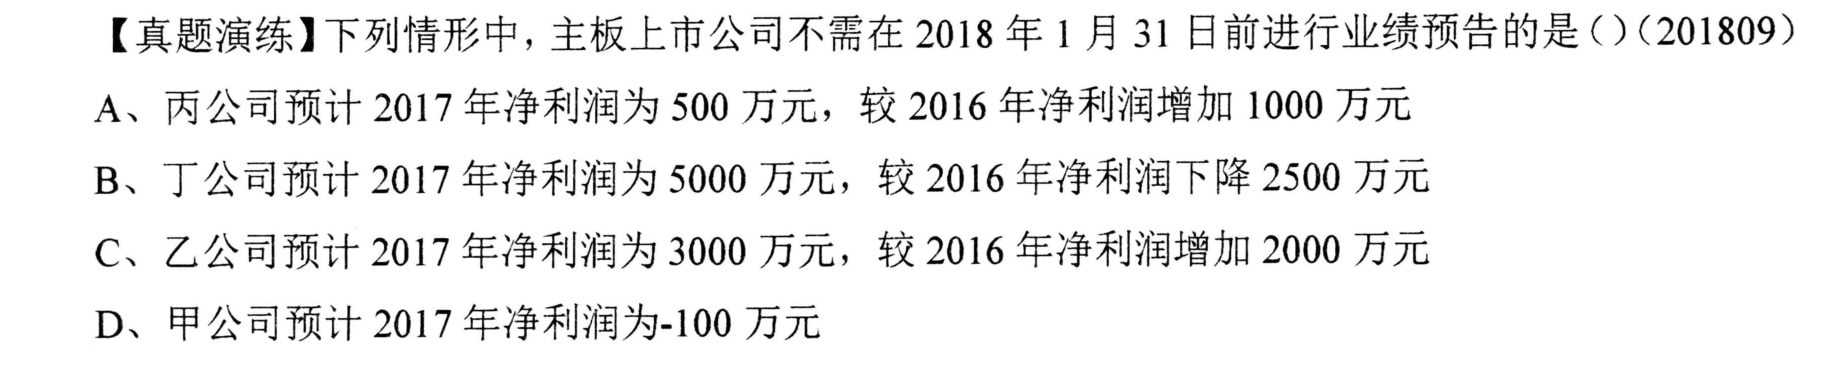 【真题演练】下列情形中，主板上市公司不需在 2018 年 1 月 31 日前进行业绩预告的是（）（201809）
A、丙公司预计 2017 年净利润为 500 万元，较 2016 年净利润增加 1000 万元
B、丁公司预计 2017 年净利润为 5000 万元，较 2016 年净利润下降 2500 万元
C、乙公司预计 2017 年净利润为 3000 万元，较 2016 年净利润增加 2000 万元
D、甲公司预计 2017 年净利润为-100 万元